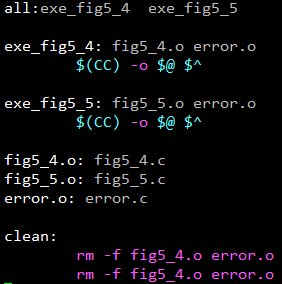 all:exe_fig5_4  exe_fig5_5
exe_fig5_4: fig5_4.o error.o
        $(CC) -o $@ $^
exe_fig5_5: fig5_5.o error.o
        $(CC) -o $@ $^
fig5_4.o: fig5_4.c
fig5_5.o: fig5_5.c
error.o: error.c
clean:
        rm -f fig5_4.o error.o
        rm -f fig5_4.o error.o